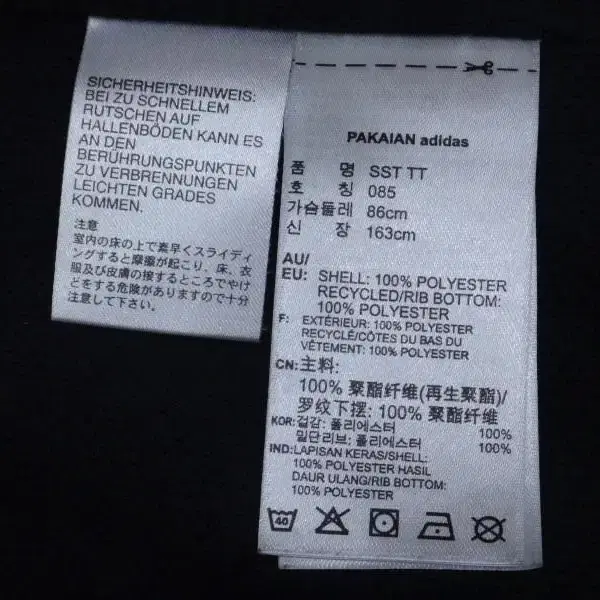 SICHERHEITSHINWEIS:
BEI ZU SCHNELLEM
RUTSCHEN AUF
HALLENBÖDEN KANN ES
AN DEN
BERÜHRUNGSPUNKTEN
ZU VERBRENNUNGEN
LEICHTEN GRADES
KOMMEN.
注意
室内の床の上で素早くスライディ
ングすると摩擦が起こり、床、衣
服及び皮膚の接するところでやけ
どをする危険がありますので十分
注意して下さい。
PAKAIAN adidas
품 명 SST TT
호 칭 085
가슴둘레 86cm
신 장 163cm
AU/
EU: SHELL: 100% POLYESTER
RECYCLED/RIB BOTTOM:
100% POLYESTER
F: EXTÉRIEUR: 100% POLYESTER
RECYCLÉ/CÔTES DU BAS DU
VÊTEMENT: 100% POLYESTER
CN: 主料:
100% 聚酯纤维(再生聚酯)/
罗纹下摆: 100% 聚酯纤维
KOR: 겉감: 폴리에스터 100%
밑단리브: 폴리에스터 100%
IND: LAPISAN KERAS/SHELL:
100% POLYESTER HASIL
DAUR ULANG/RIB BOTTOM:
100% POLYESTER
40